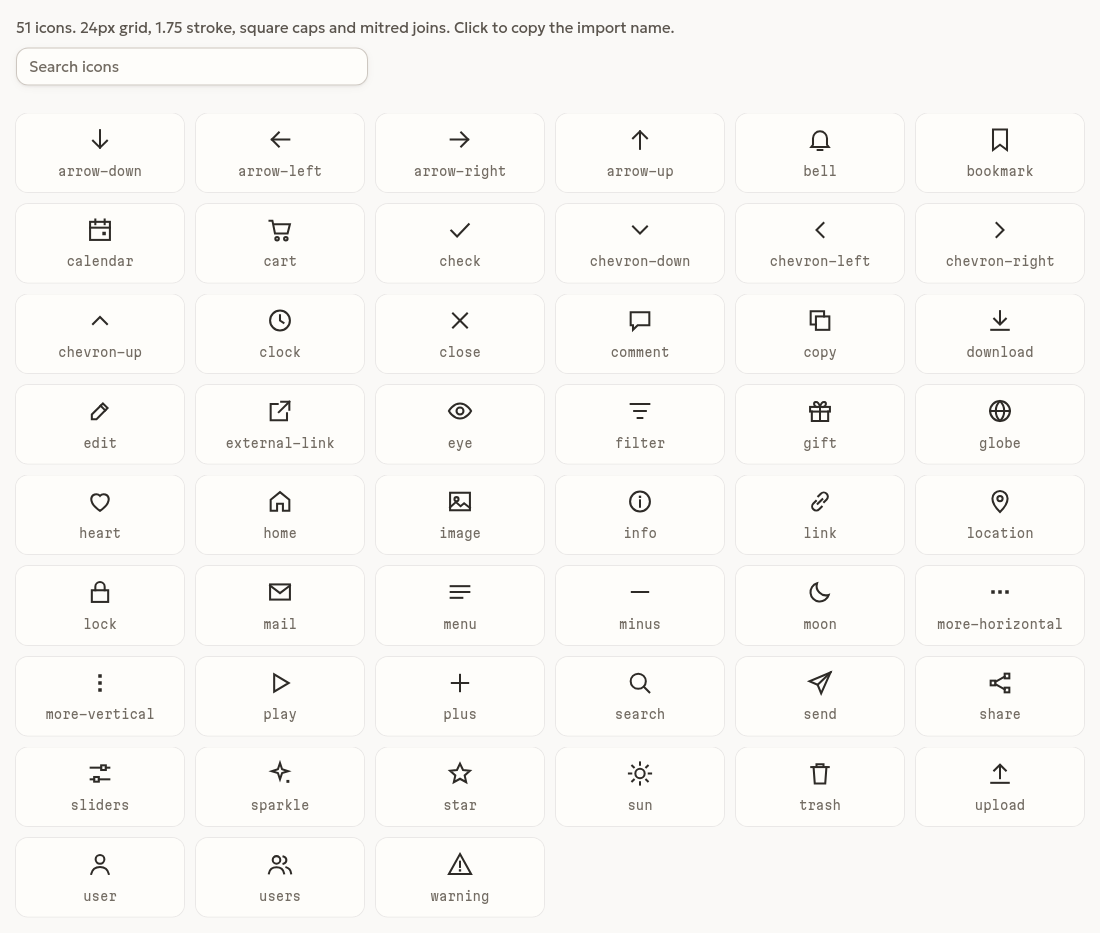 51 icons. 24px grid, 1.75 stroke, square caps and mitred joins. Click to copy the import name.
Search icons
arrow-down arrow-left arrow-right arrow-up bell bookmark
calendar cart check chevron-down chevron-left chevron-right
chevron-up clock close comment copy download
edit external-link eye filter gift globe
heart home image info link location
lock mail menu minus moon more-horizontal
more-vertical play plus search send share
sliders sparkle star sun trash upload
user users warning